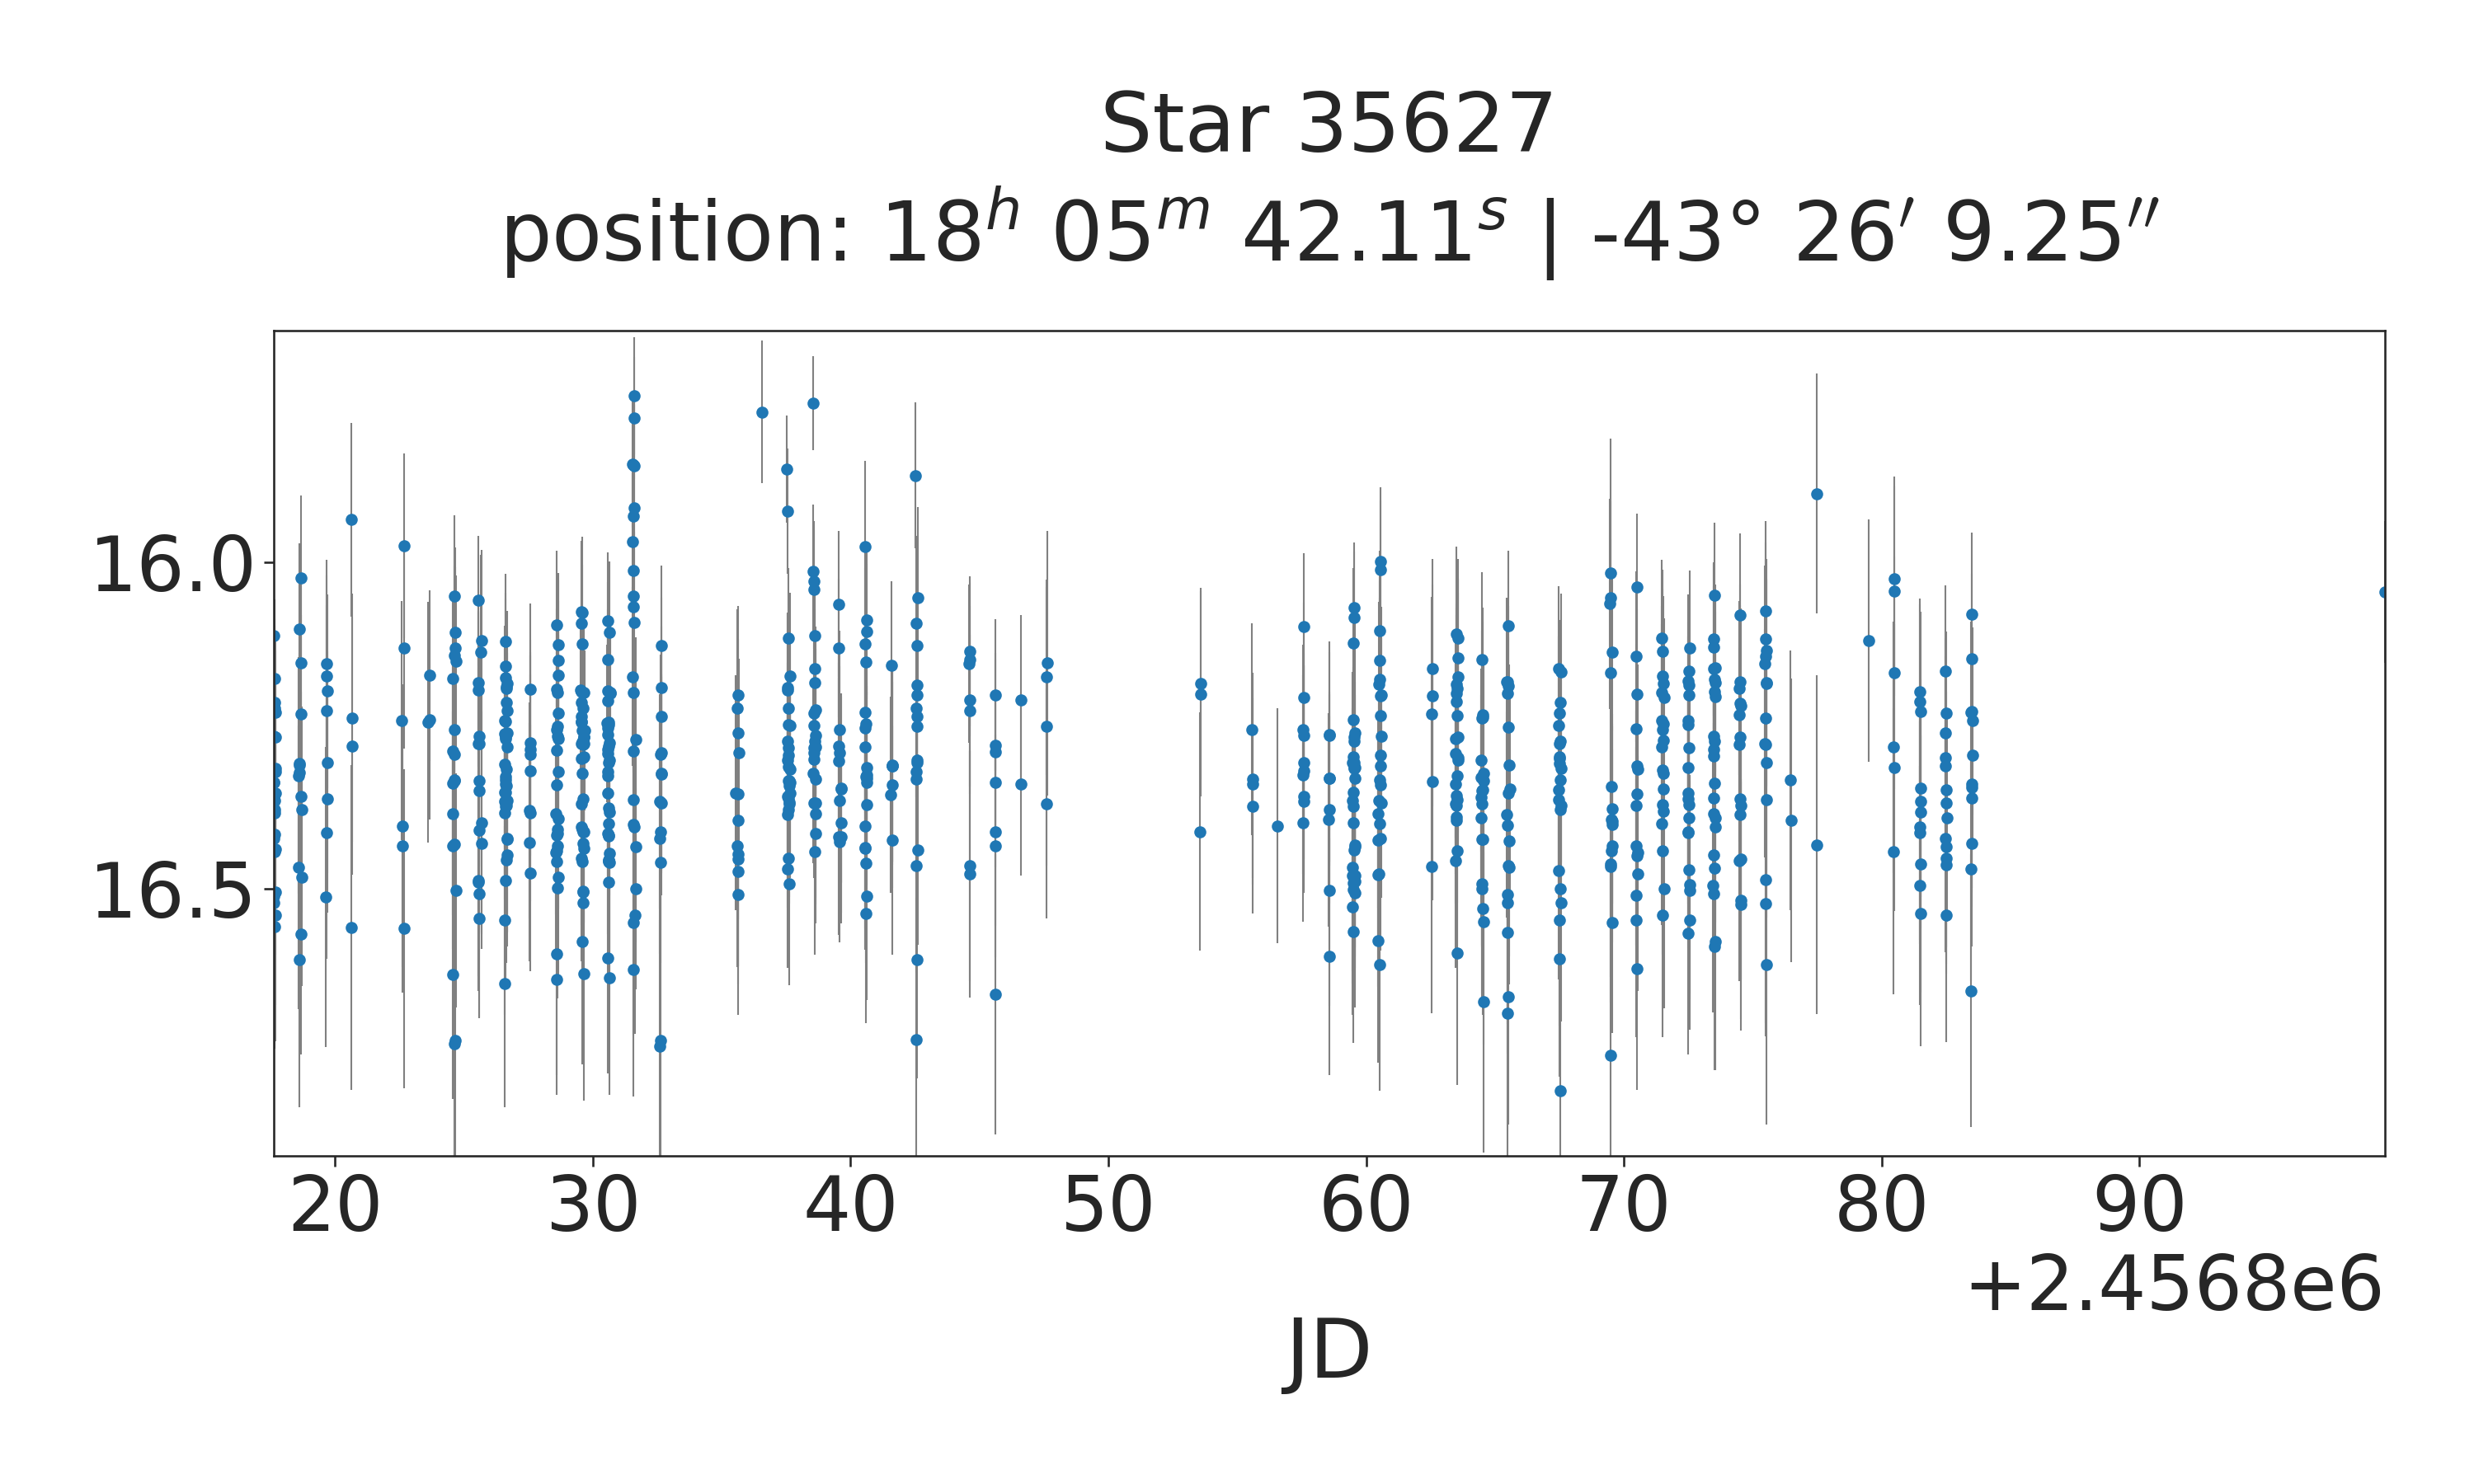 Star 35627
position: 18ʰ 05ᵐ 42.11ˢ | -43° 26′ 9.25′′
16.0
16.5
20 30 40 50 60 70 80 90
+2.4568e6
JD